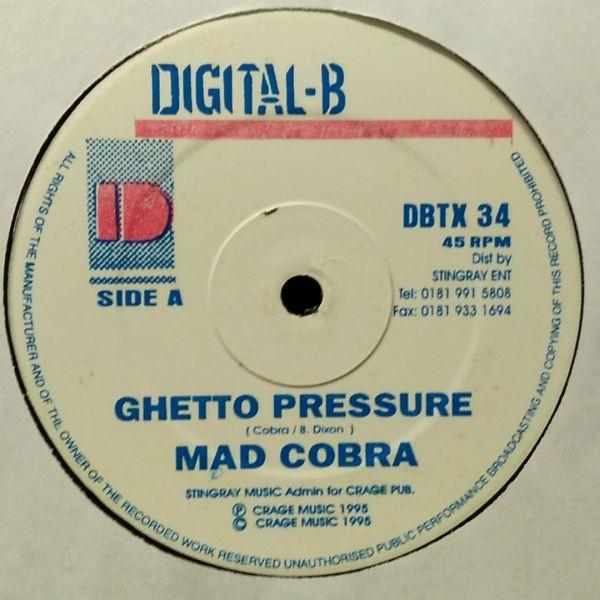 DIGITAL-B
D
SIDE A
DBTX 34
45 RPM
Dist by
STINGRAY ENT
Tel: 0181 991 5808
Fax: 0181 933 1694
GHETTO PRESSURE
( Cobra / B. Dixon )
MAD COBRA
STINGRAY MUSIC Admin for CRAGE PUB.
Ⓟ CRAGE MUSIC 1995
© CRAGE MUSIC 1995
ALL RIGHTS OF THE MANUFACTURER AND OF THE OWNER OF THE RECORDED WORK RESERVED UNAUTHORISED PUBLIC PERFORMANCE BROADCASTING AND COPYING OF THIS RECORD PROHIBITED